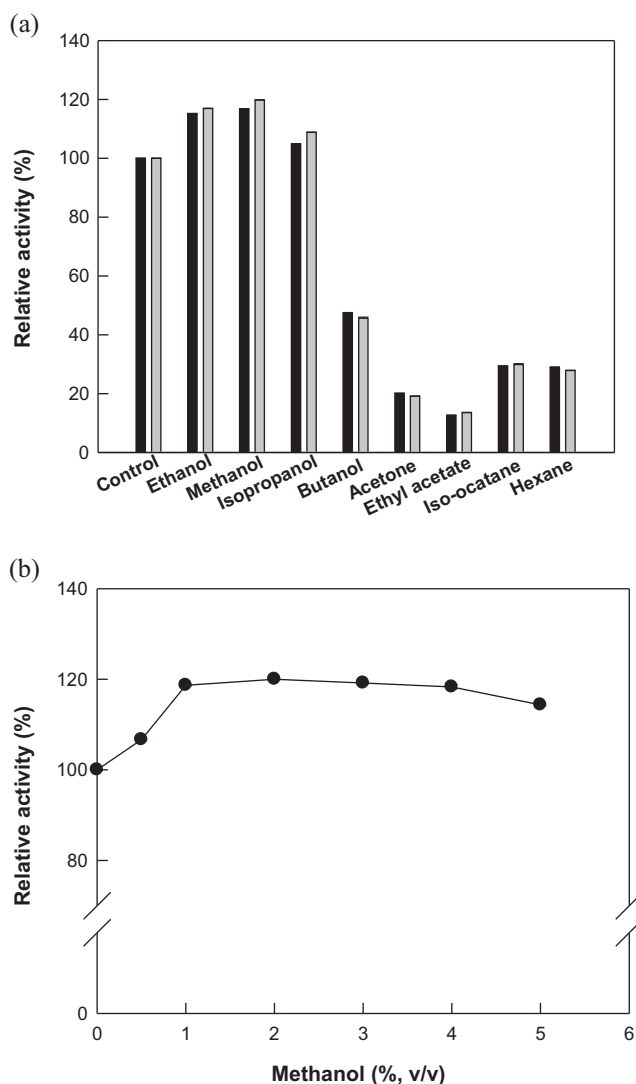 (a)
140
120
100
80
60
40
20
0
Relative activity (%)
Control
Ethanol
Methanol
Isopropanol
Butanol
Acetone
Ethyl acetate
Iso-ocatane
Hexane
(b)
140
120
100
80
0
Relative activity (%)
0 1 2 3 4 5 6
Methanol (%, v/v)